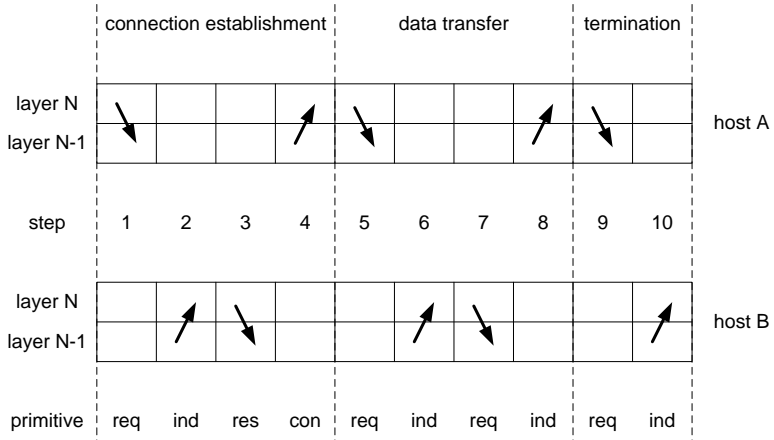 connection establishment data transfer termination
layer N
layer N-1
host A
step 1 2 3 4 5 6 7 8 9 10
layer N
layer N-1
host B
primitive req ind res con req ind req ind req ind